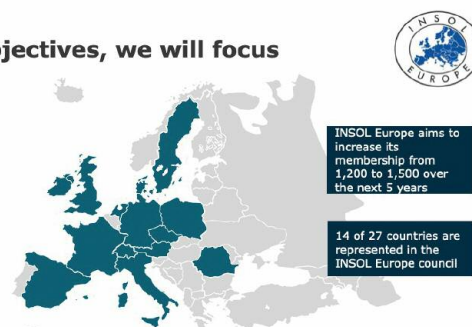 ojectives, we will focus
INSOL
EUROPE
INSOL Europe aims to
increase its
membership from
1,200 to 1,500 over
the next 5 years
14 of 27 countries are
represented in the
INSOL Europe council